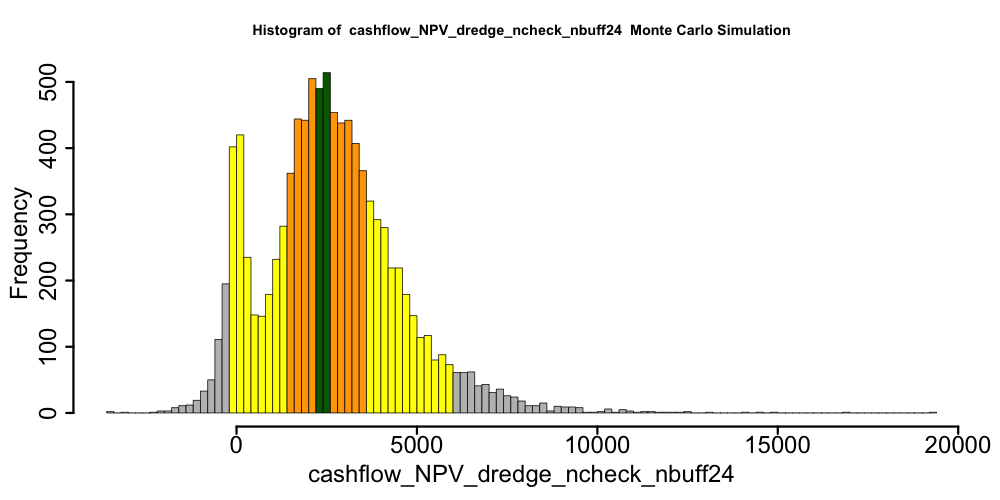 Histogram of  cashflow_NPV_dredge_ncheck_nbuff24  Monte Carlo Simulation
Frequency
500
400
300
200
100
0
0 5000 10000 15000 20000
cashflow_NPV_dredge_ncheck_nbuff24